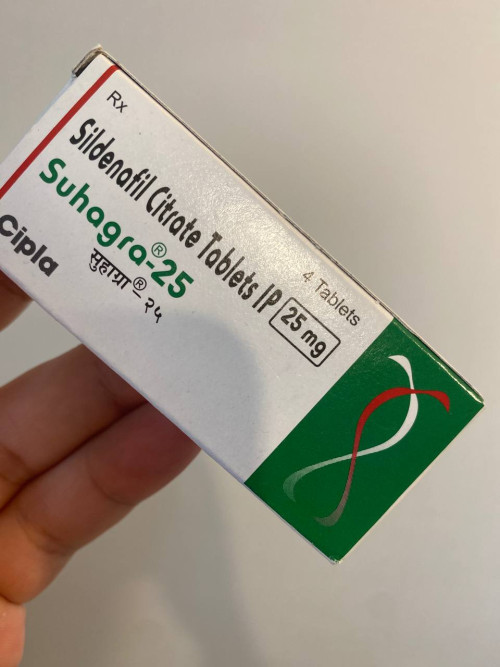 Rx
Sildenafil Citrate Tablets IP 25 mg
Suhagra®-25
सुहाग्रा®-२५
4 Tablets
Cipla